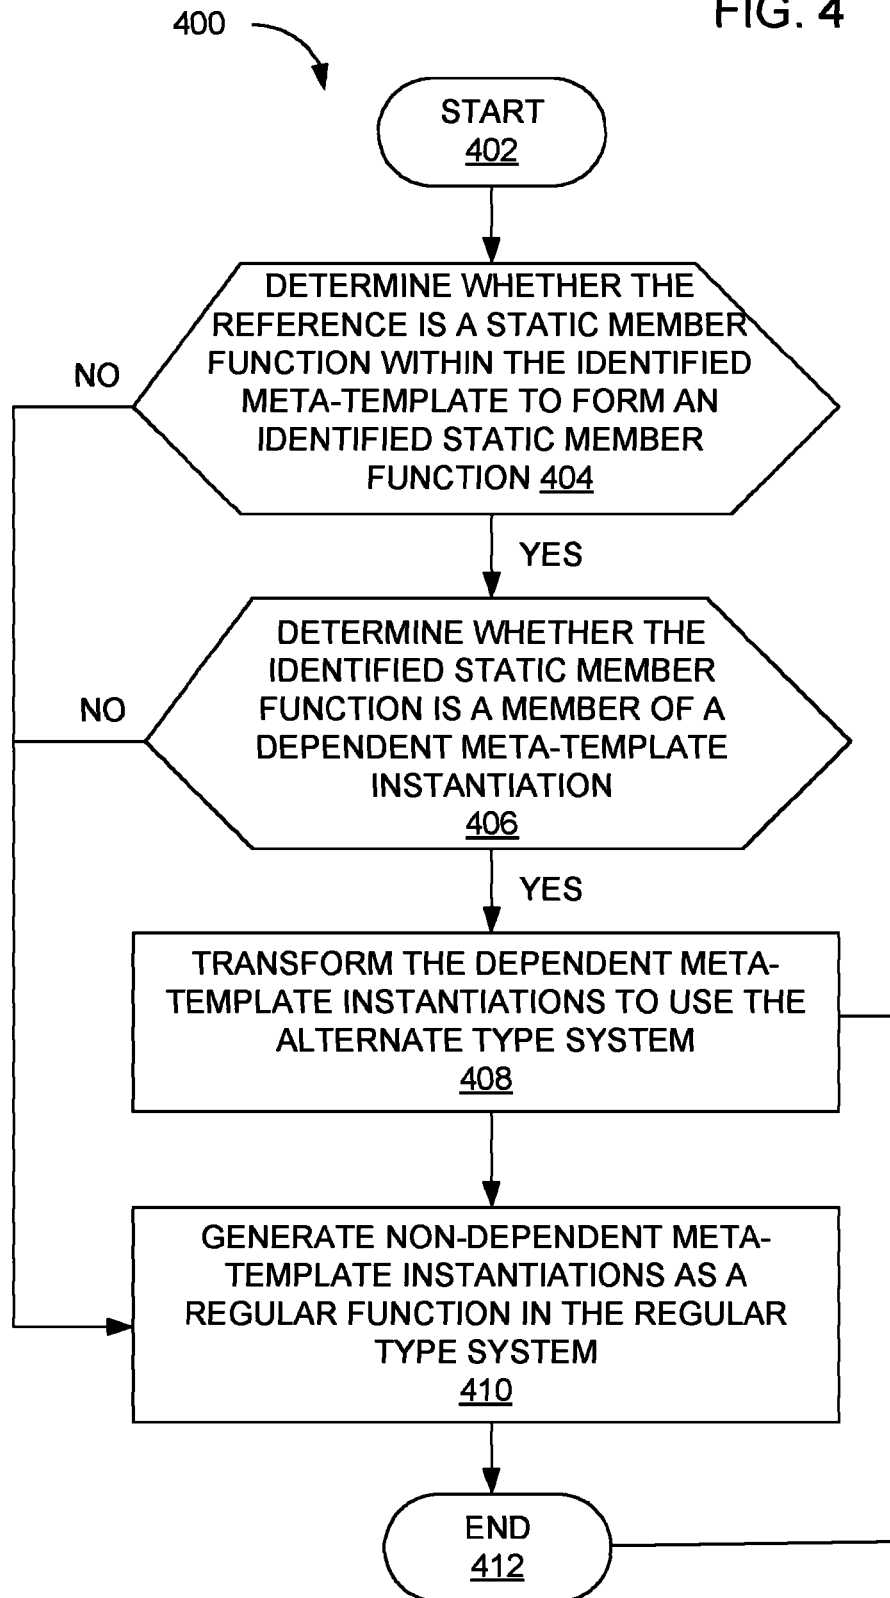 FIG. 4
400
START
402
DETERMINE WHETHER THE
REFERENCE IS A STATIC MEMBER
FUNCTION WITHIN THE IDENTIFIED
META-TEMPLATE TO FORM AN
IDENTIFIED STATIC MEMBER
FUNCTION 404
NO
YES
DETERMINE WHETHER THE
IDENTIFIED STATIC MEMBER
FUNCTION IS A MEMBER OF A
DEPENDENT META-TEMPLATE
INSTANTIATION
406
NO
YES
TRANSFORM THE DEPENDENT META-
TEMPLATE INSTANTIATIONS TO USE THE
ALTERNATE TYPE SYSTEM
408
GENERATE NON-DEPENDENT META-
TEMPLATE INSTANTIATIONS AS A
REGULAR FUNCTION IN THE REGULAR
TYPE SYSTEM
410
END
412